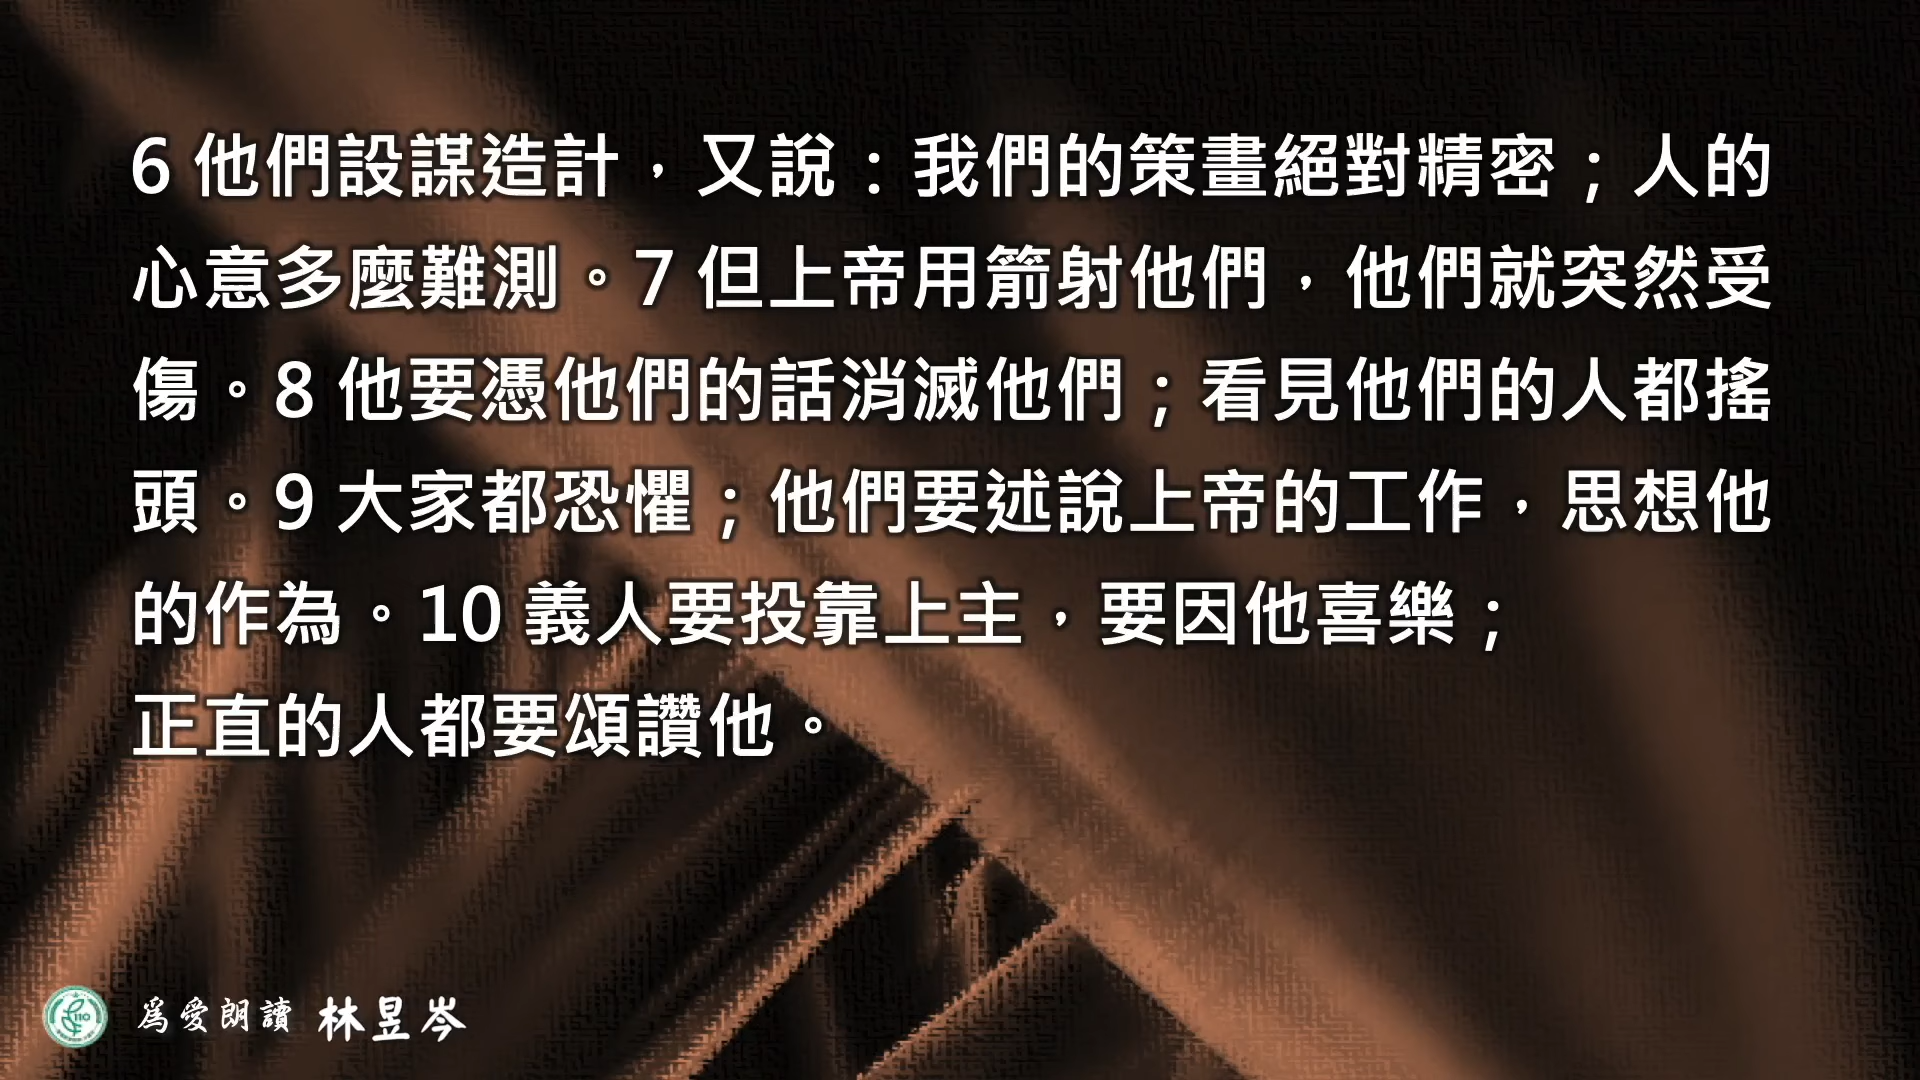 6 他們設謀造計，又說：我們的策畫絕對精密；人的
心意多麼難測。7 但上帝用箭射他們，他們就突然受
傷。8 他要憑他們的話消滅他們；看見他們的人都搖
頭。9 大家都恐懼；他們要述說上帝的工作，思想他
的作為。10 義人要投靠上主，要因他喜樂；
正直的人都要頌讚他。
為愛朗讀 林昱岑
110